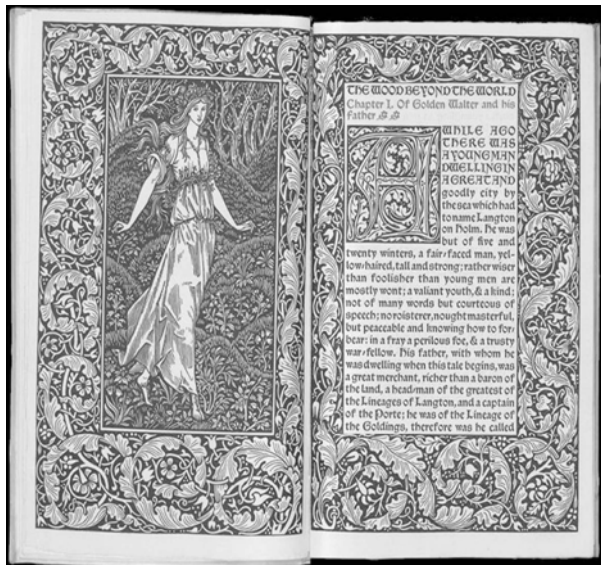 THE WOOD BEYOND THE WORLD
Chapter I. Of Golden Walter and his
father
A WHILE AGO
THERE WAS
A YOUNG MAN
DWELLING IN
A GREAT AND
goodly city by
the sea which had
to name Langton
on Holm. He was
but of five and
twenty winters, a fair-faced man, yel-
low-haired, tall and strong; rather wiser
than foolisher than young men are
mostly wont; a valiant youth, & a kind;
not of many words but courteous of
speech; no roisterer, nought masterful,
but peaceable and knowing how to for-
bear: in a fray a perilous foe, & a trusty
war-fellow. His father, with whom he
was dwelling when this tale begins, was
a great merchant, richer than a baron of
the land, a head-man of the greatest of
the Lineages of Langton, and a captain
of the Porte; he was of the Lineage of
the Goldings, therefore was he called